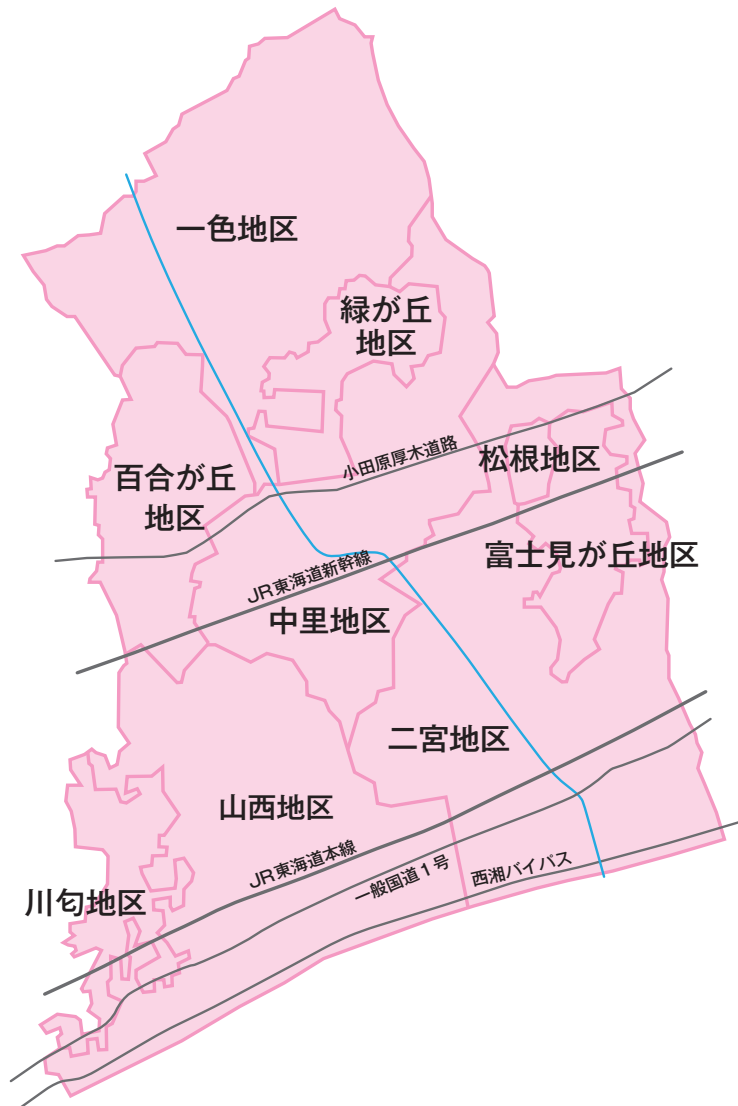 一色地区
緑が丘
地区
小田原厚木道路
松根地区
百合が丘
地区
富士見が丘地区
JR東海道新幹線
中里地区
二宮地区
山西地区
JR東海道本線
一般国道1号
西湘バイパス
川匂地区